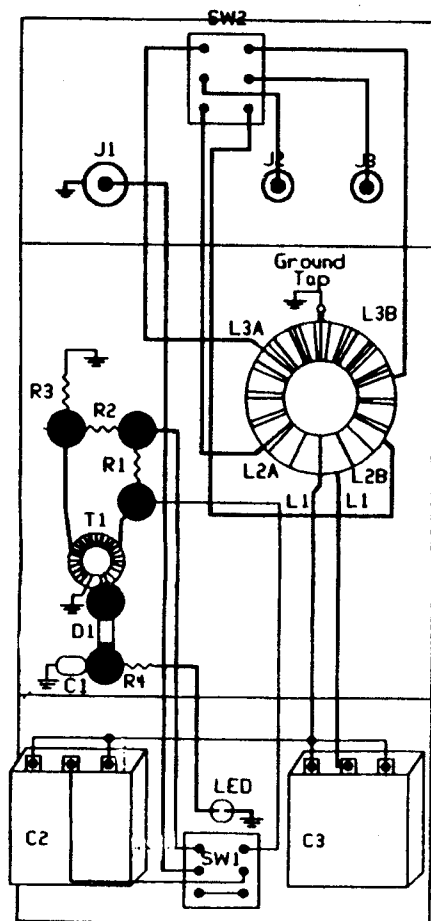 SW2
J1
J2
J3
Ground
Tap
L3A
L3B
R3
R2
R1
L2A
L2B
L1
L1
T1
D1
C1
R4
LED
C2
SW1
C3